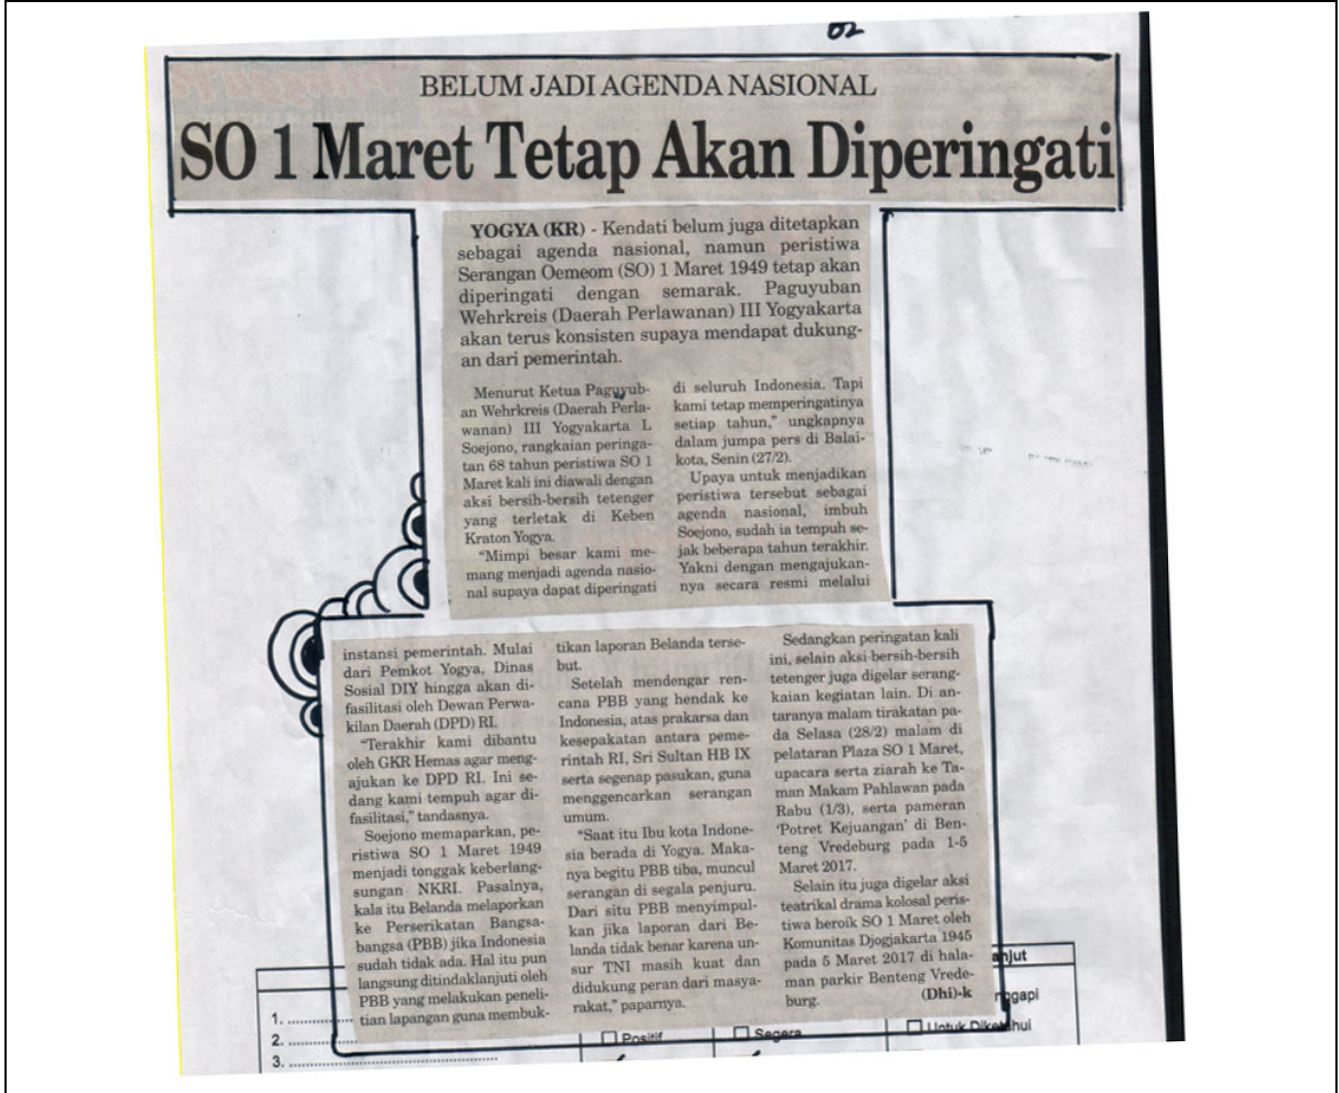 02
BELUM JADI AGENDA NASIONAL
SO 1 Maret Tetap Akan Diperingati
YOGYA (KR) - Kendati belum juga ditetapkan
sebagai agenda nasional, namun peristiwa
Serangan Oemeom (SO) 1 Maret 1949 tetap akan
diperingati dengan semarak. Paguyuban
Wehrkreis (Daerah Perlawanan) III Yogyakarta
akan terus konsisten supaya mendapat dukung-
an dari pemerintah.
Menurut Ketua Paguyub-
an Wehrkreis (Daerah Perla-
wanan) III Yogyakarta L
Soejono, rangkaian peringa-
tan 68 tahun peristiwa SO 1
Maret kali ini diawali dengan
aksi bersih-bersih tetenger
yang terletak di Keben
Kraton Yogya.
"Mimpi besar kami me-
mang menjadi agenda nasio-
nal supaya dapat diperingati
di seluruh Indonesia. Tapi
kami tetap memperingatinya
setiap tahun," ungkapnya
dalam jumpa pers di Balai-
kota, Senin (27/2).
Upaya untuk menjadikan
peristiwa tersebut sebagai
agenda nasional, imbuh
Soejono, sudah ia tempuh se-
jak beberapa tahun terakhir.
Yakni dengan mengajukan-
nya secara resmi melalui
instansi pemerintah. Mulai
dari Pemkot Yogya, Dinas
Sosial DIY hingga akan di-
fasilitasi oleh Dewan Perwa-
kilan Daerah (DPD) RI.
"Terakhir kami dibantu
oleh GKR Hemas agar meng-
ajukan ke DPD RI. Ini se-
dang kami tempuh agar di-
fasilitasi," tandasnya.
Soejono memaparkan, pe-
ristiwa SO 1 Maret 1949
menjadi tonggak keberlang-
sungan NKRI. Pasalnya,
kala itu Belanda melaporkan
ke Perserikatan Bangsa-
bangsa (PBB) jika Indonesia
sudah tidak ada. Hal itu pun
langsung ditindaklanjuti oleh
PBB yang melakukan peneli-
tian lapangan guna membuk-
tikan laporan Belanda terse-
but.
Setelah mendengar ren-
cana PBB yang hendak ke
Indonesia, atas prakarsa dan
kesepakatan antara peme-
rintah RI, Sri Sultan HB IX
serta segenap pasukan, guna
menggencarkan serangan
umum.
"Saat itu Ibu kota Indone-
sia berada di Yogya. Maka-
nya begitu PBB tiba, muncul
serangan di segala penjuru.
Dari situ PBB menyimpul-
kan jika laporan dari Be-
landa tidak benar karena un-
sur TNI masih kuat dan
didukung peran dari masya-
rakat," paparnya.
Sedangkan peringatan kali
ini, selain aksi bersih-bersih
tetenger juga digelar serang-
kaian kegiatan lain. Di an-
taranya malam tirakatan pa-
da Selasa (28/2) malam di
pelataran Plaza SO 1 Maret,
upacara serta ziarah ke Ta-
man Makam Pahlawan pada
Rabu (1/3), serta pameran
'Potret Kejuangan' di Ben-
teng Vredeburg pada 1-5
Maret 2017.
Selain itu juga digelar aksi
teatrikal drama kolosal peris-
tiwa heroik SO 1 Maret oleh
Komunitas Djogjakarta 1945
pada 5 Maret 2017 di hala-
man parkir Benteng Vrede-
burg. (Dhi)-k
1. ............
2. ............ Positif Segera Untuk Diketahui
3. ............